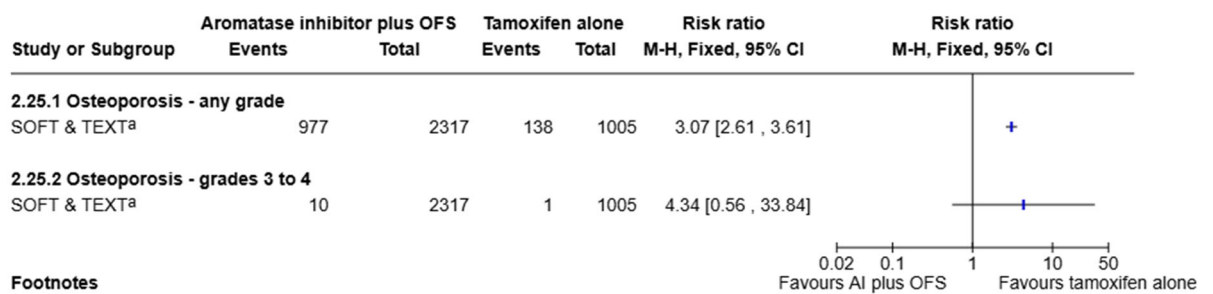 Aromatase inhibitor plus OFS Tamoxifen alone Risk ratio Risk ratio
Study or Subgroup Events Total Events Total M-H, Fixed, 95% CI M-H, Fixed, 95% CI
2.25.1 Osteoporosis - any grade
SOFT & TEXTa 977 2317 138 1005 3.07 [2.61 , 3.61]
2.25.2 Osteoporosis - grades 3 to 4
SOFT & TEXTa 10 2317 1 1005 4.34 [0.56 , 33.84]
0.02 0.1 1 10 50
Footnotes Favours AI plus OFS Favours tamoxifen alone